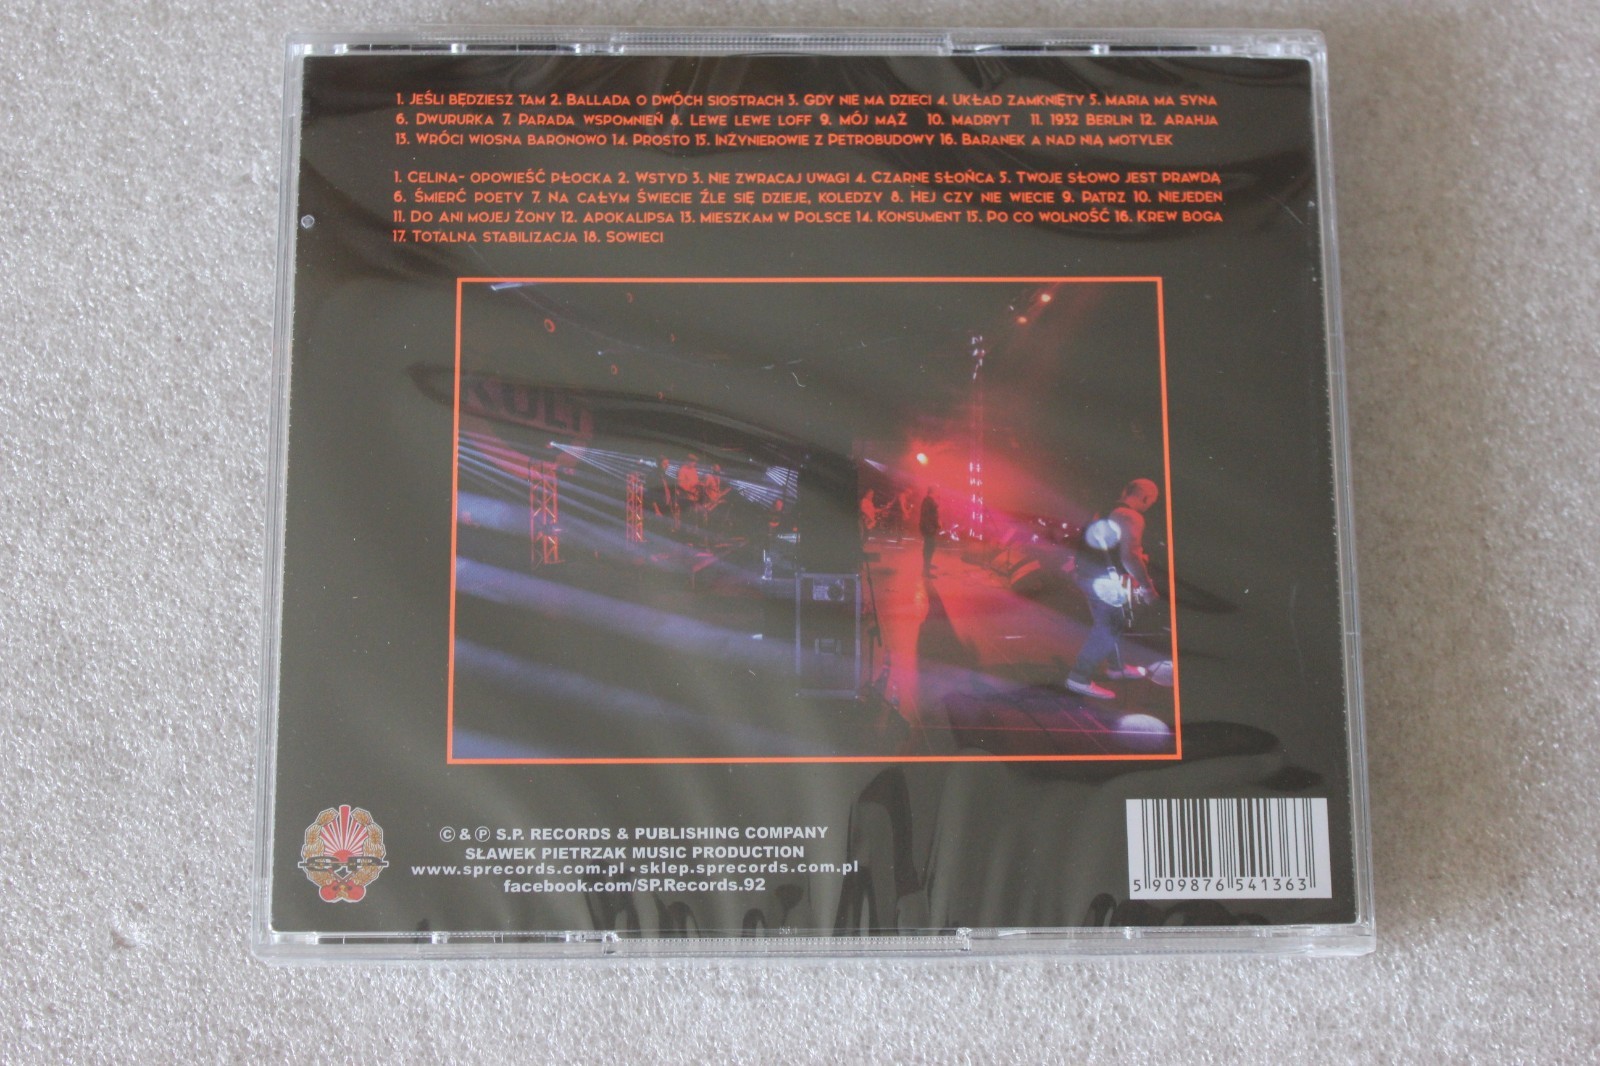 1. JEŚLI BĘDZIESZ TAM 2. BALLADA O DWÓCH SIOSTRACH 3. GDY NIE MA DZIECI 4. UKŁAD ZAMKNIĘTY 5. MARIA MA SYNA
6. DWURURKA 7. PARADA WSPOMNIEŃ 8. LEWE LEWE LOFF 9. MÓJ MĄŻ 10. MADRYT 11. 1932 BERLIN 12. ARAHJA
13. WRÓCI WIOSNA BARONOWO 14. PROSTO 15. INŻYNIEROWIE Z PETROBUDOWY 16. BARANEK A NAD NIĄ MOTYLEK
1. CELINA- OPOWIEŚĆ PŁOCKA 2. WSTYD 3. NIE ZWRACAJ UWAGI 4. CZARNE SŁOŃCA 5. TWOJE SŁOWO JEST PRAWDĄ
6. ŚMIERĆ POETY 7. NA CAŁYM ŚWIECIE ŹLE SIĘ DZIEJE, KOLEDZY 8. HEJ CZY NIE WIECIE 9. PATRZ 10. NIEJEDEN
11. DO ANI MOJEJ ŻONY 12. APOKALIPSA 13. MIESZKAM W POLSCE 14. KONSUMENT 15. PO CO WOLNOŚĆ 16. KREW BOGA
17. TOTALNA STABILIZACJA 18. SOWIECI
KULT
© & ℗ S.P. RECORDS & PUBLISHING COMPANY
SŁAWEK PIETRZAK MUSIC PRODUCTION
www.sprecords.com.pl • sklep.sprecords.com.pl
facebook.com/SP.Records.92
5 909876 541363